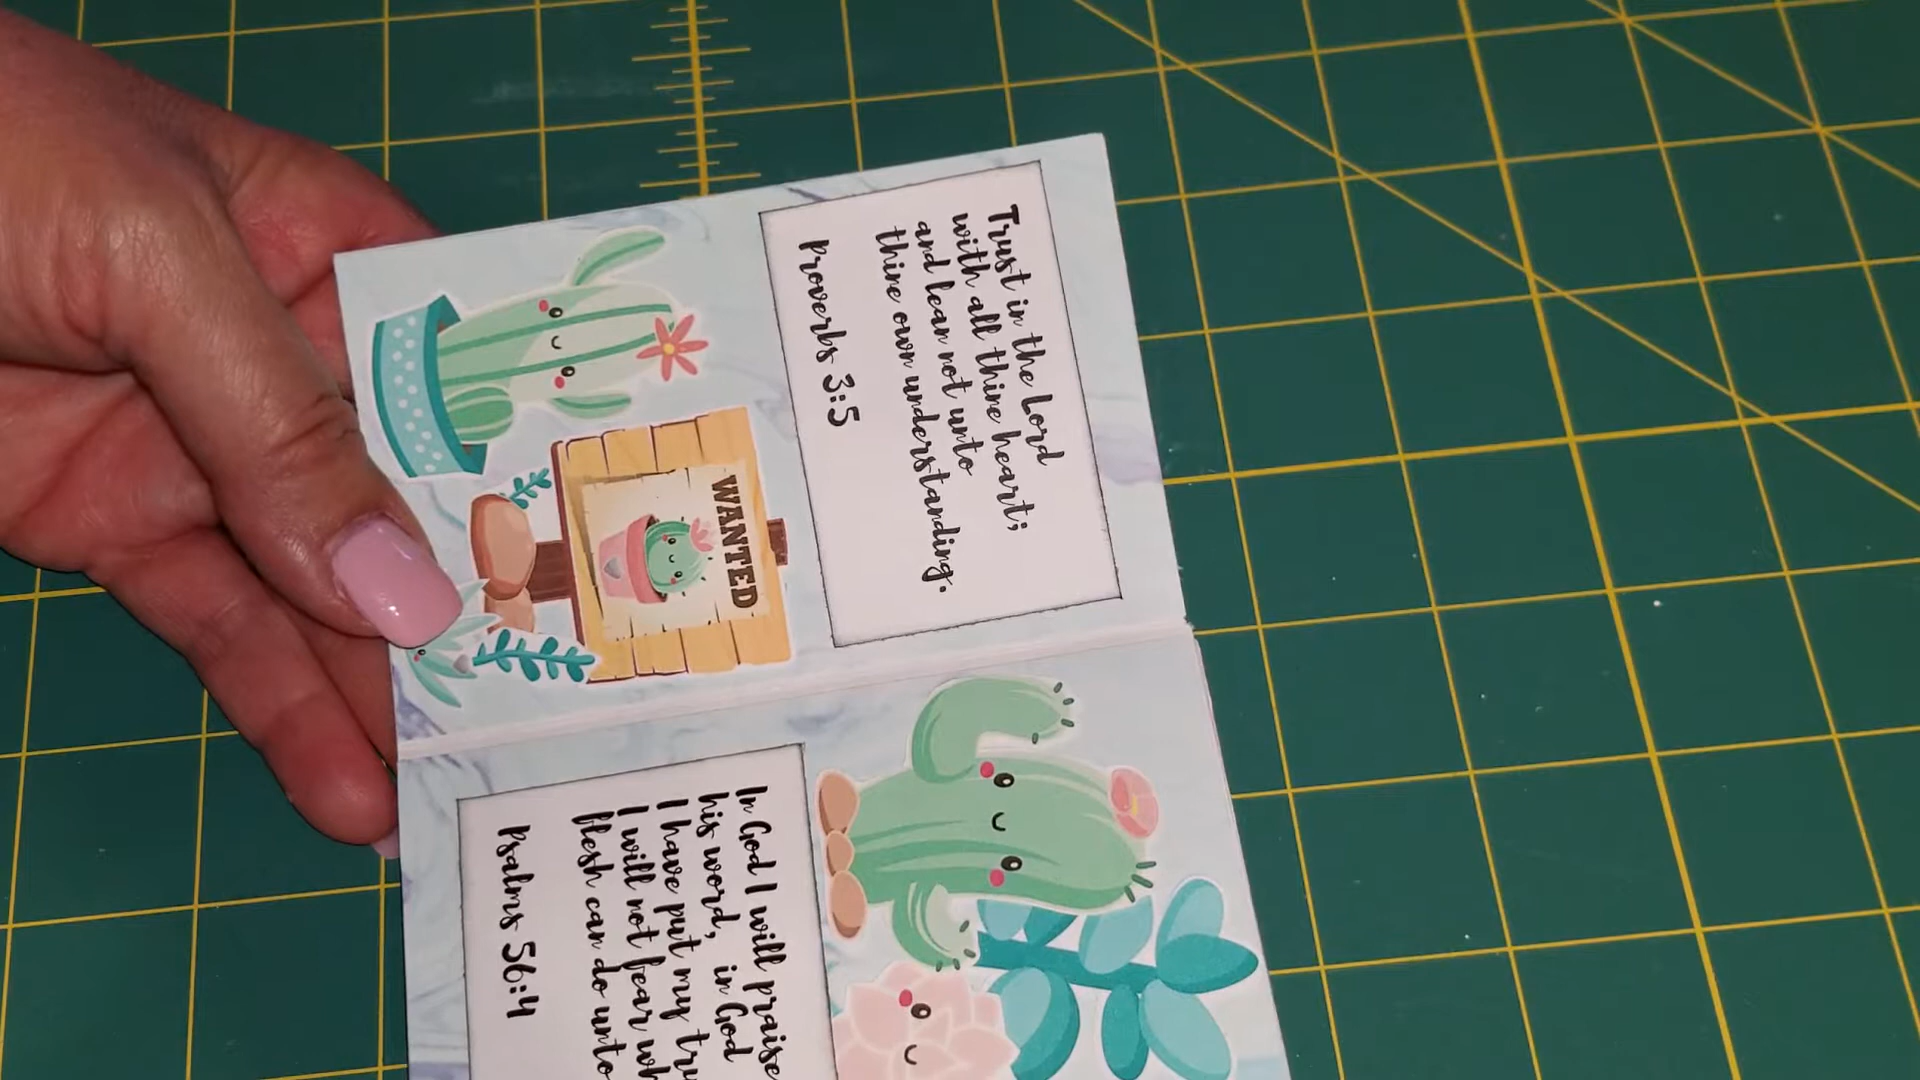 Trust in the Lord
with all thine heart;
and lean not unto
thine own understanding.
Proverbs 3:5
WANTED
In God I will praise
his word, in God
I have put my
I will not fear
flesh can do unto
Psalms 56:4